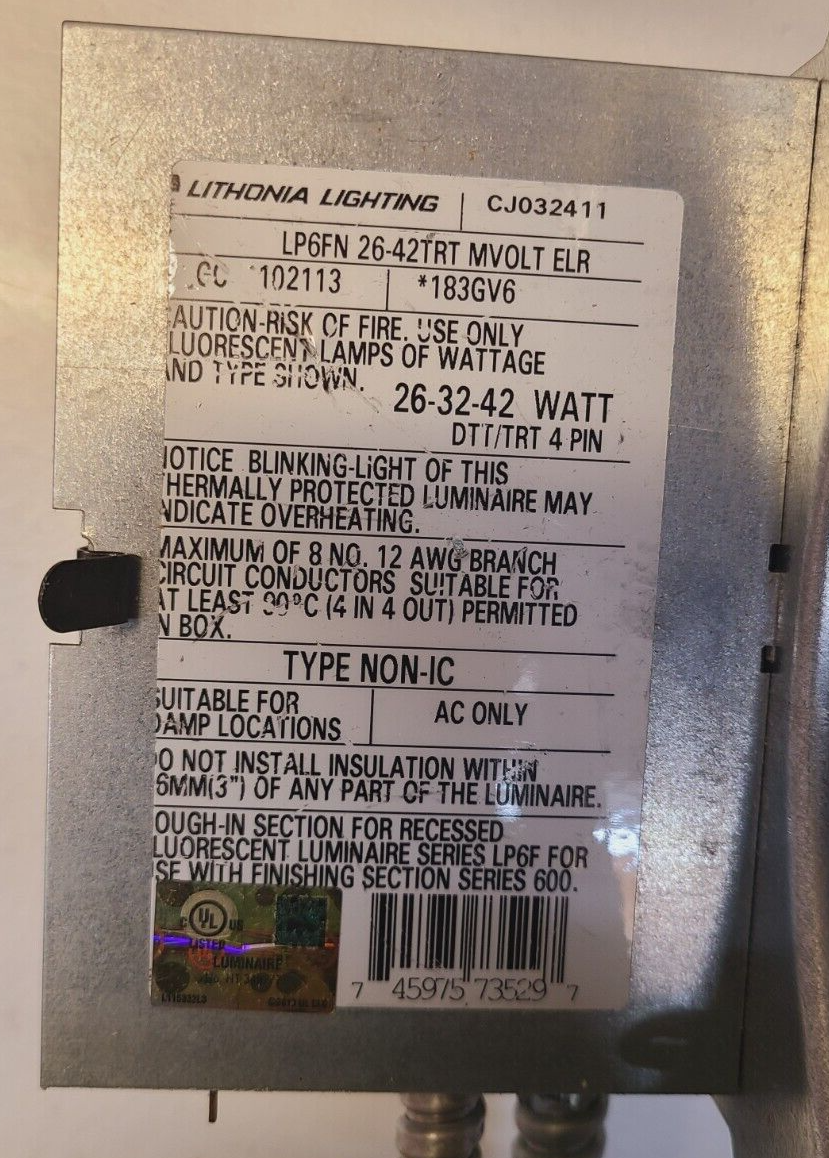 LITHONIA LIGHTING
CJ032411
LP6FN 26-42TRT MVOLT ELR
102113
*183GV6
AUTION-RISK OF FIRE. USE ONLY
LUORESCENT LAMPS OF WATTAGE
ND TYPE SHOWN.
26-32-42 WATT
DTT/TRT 4 PIN
OTICE BLINKING-LIGHT OF THIS
HERMALLY PROTECTED LUMINAIRE MAY
NDICATE OVERHEATING.
MAXIMUM OF 8 NO. 12 AWG BRANCH
CIRCUIT CONDUCTORS SUITABLE FOR
AT LEAST 90°C (4 IN 4 OUT) PERMITTED
N BOX.
TYPE NON-IC
SUITABLE FOR
DAMP LOCATIONS
AC ONLY
DO NOT INSTALL INSULATION WITHIN
6MM(3") OF ANY PART OF THE LUMINAIRE.
OUGH-IN SECTION FOR RECESSED
LUORESCENT LUMINAIRE SERIES LP6F FOR
SE WITH FINISHING SECTION SERIES 600.
C UL US
LISTED
LUMINAIRE
7 45975 73529 7